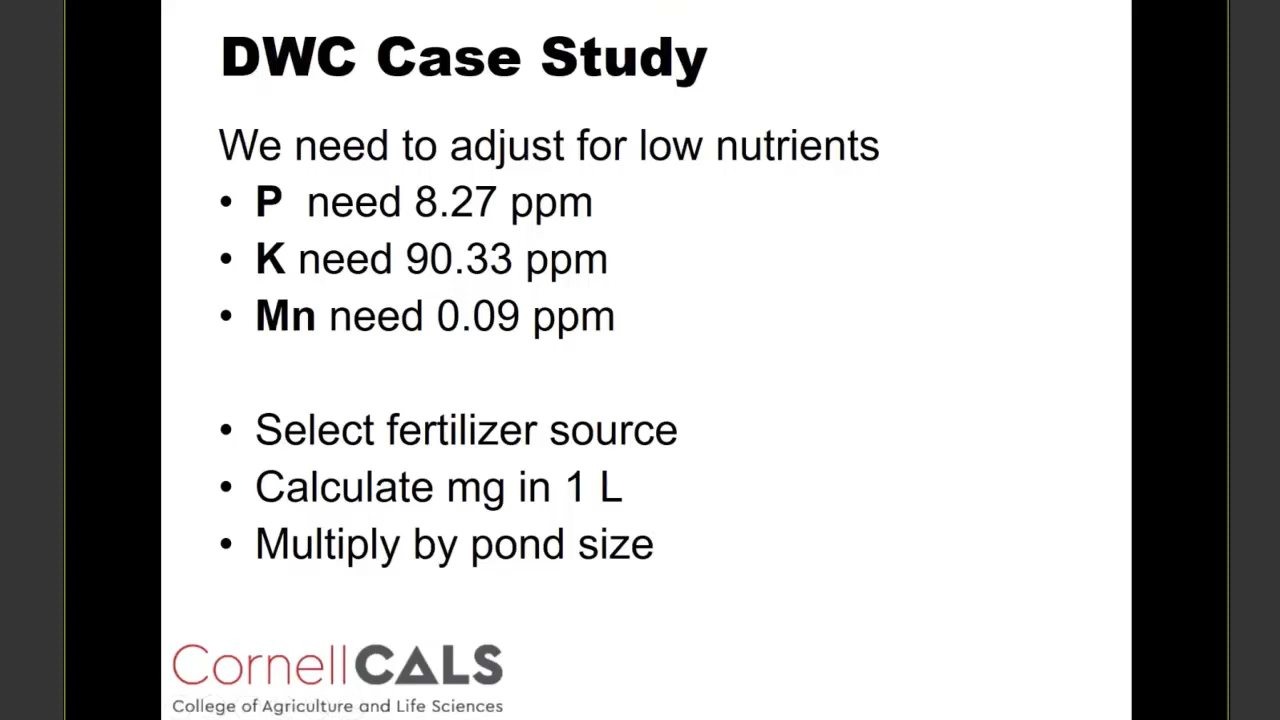 DWC Case Study
We need to adjust for low nutrients
• P need 8.27 ppm
• K need 90.33 ppm
• Mn need 0.09 ppm
• Select fertilizer source
• Calculate mg in 1 L
• Multiply by pond size
CornellCALS
College of Agriculture and Life Sciences